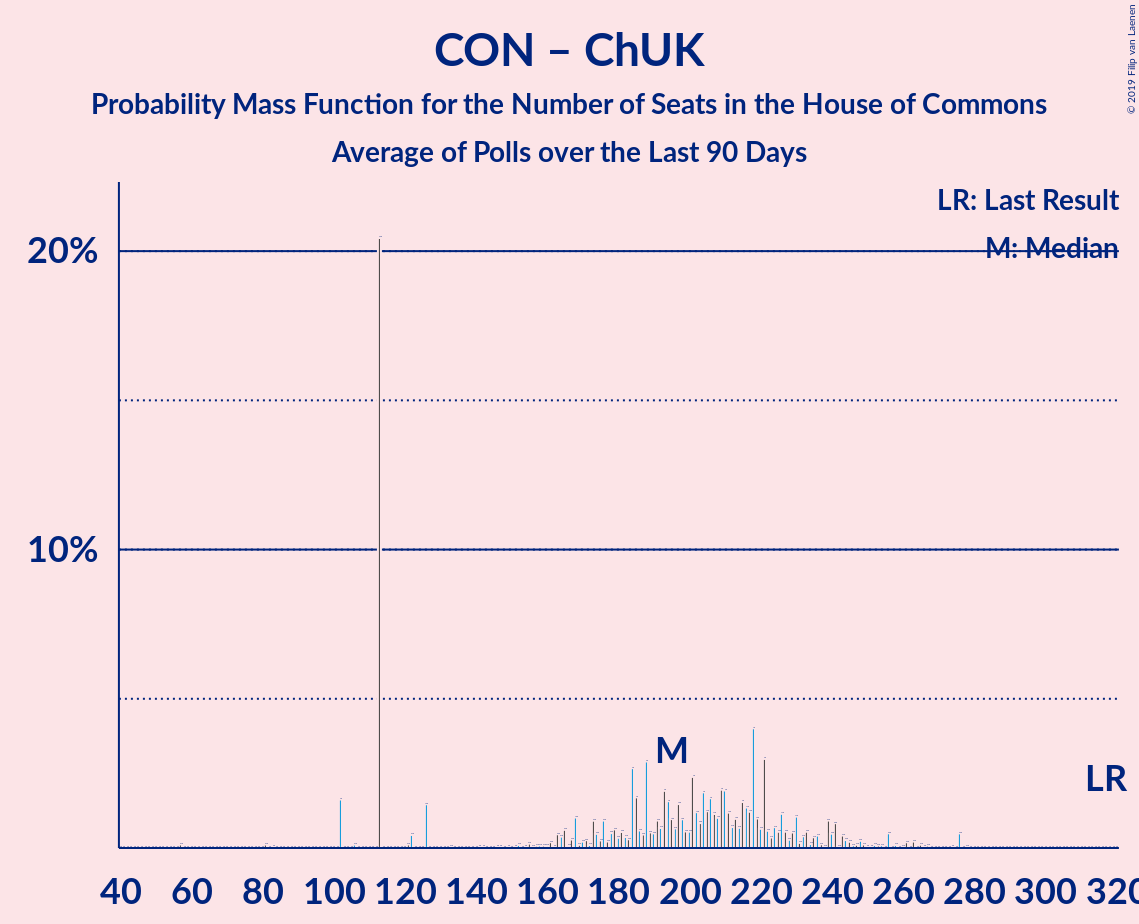 CON – ChUK
Probability Mass Function for the Number of Seats in the House of Commons
Average of Polls over the Last 90 Days
© 2019 Filip van Laenen
LR: Last Result
M: Median
20%
10%
M
LR
40 60 80 100 120 140 160 180 200 220 240 260 280 300 320